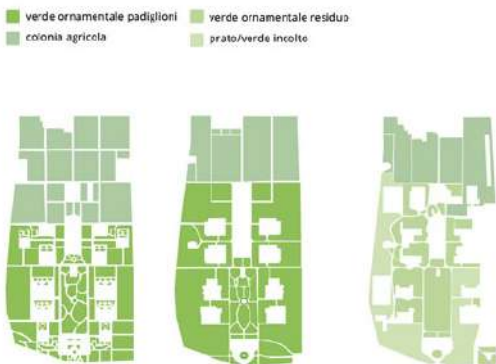 verde ornamentale padiglioni
verde ornamentale residuo
colonia agricola
prato/verde incolto